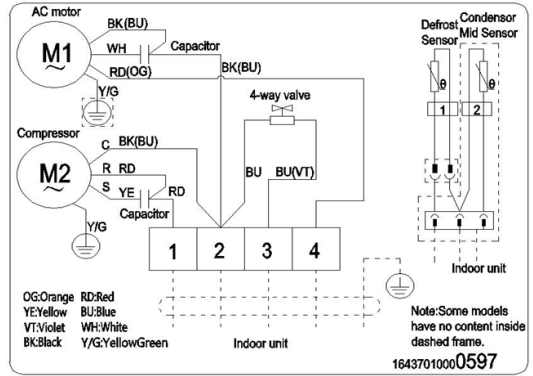 AC motor
BK(BU)
M1
~
WH
Capacitor
RD(OG)
BK(BU)
Y/G
4-way valve
Defrost
Sensor
Condensor
Mid Sensor
θ
θ
1
2
Compressor
C
BK(BU)
M2
~
R
RD
S
YE
RD
Capacitor
BU
BU(VT)
Y/G
1
2
3
4
Indoor unit
OG:Orange RD:Red
YE:Yellow BU:Blue
VT:Violet WH:White
BK:Black Y/G:YellowGreen
Indoor unit
Note:Some models
have no content inside
dashed frame.
16437010000597